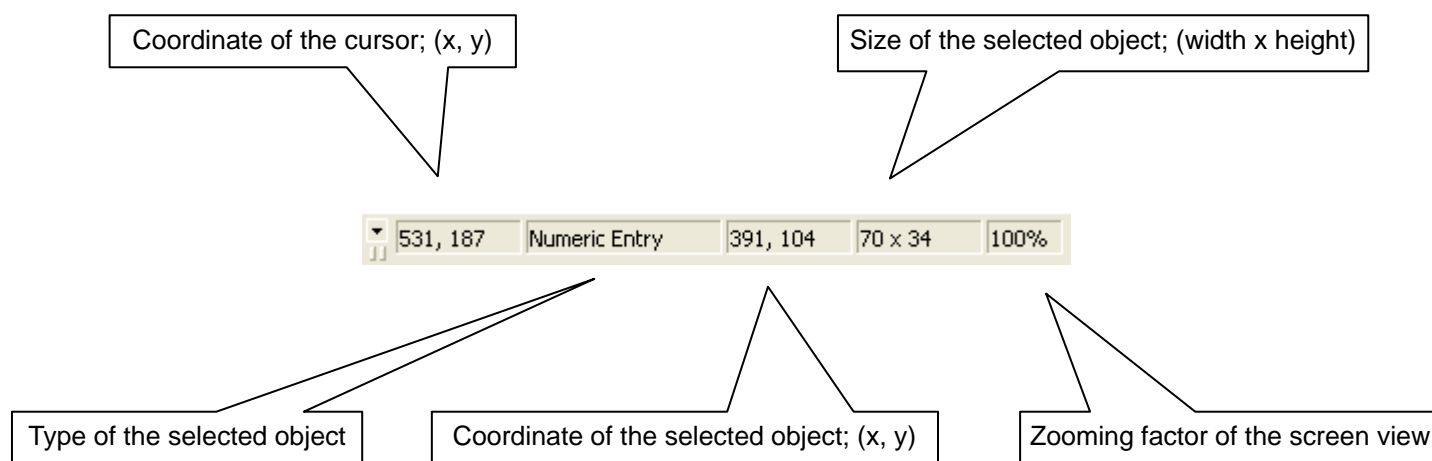 Coordinate of the cursor; (x, y)
Size of the selected object; (width x height)
531, 187 Numeric Entry 391, 104 70 x 34 100%
Type of the selected object
Coordinate of the selected object; (x, y)
Zooming factor of the screen view